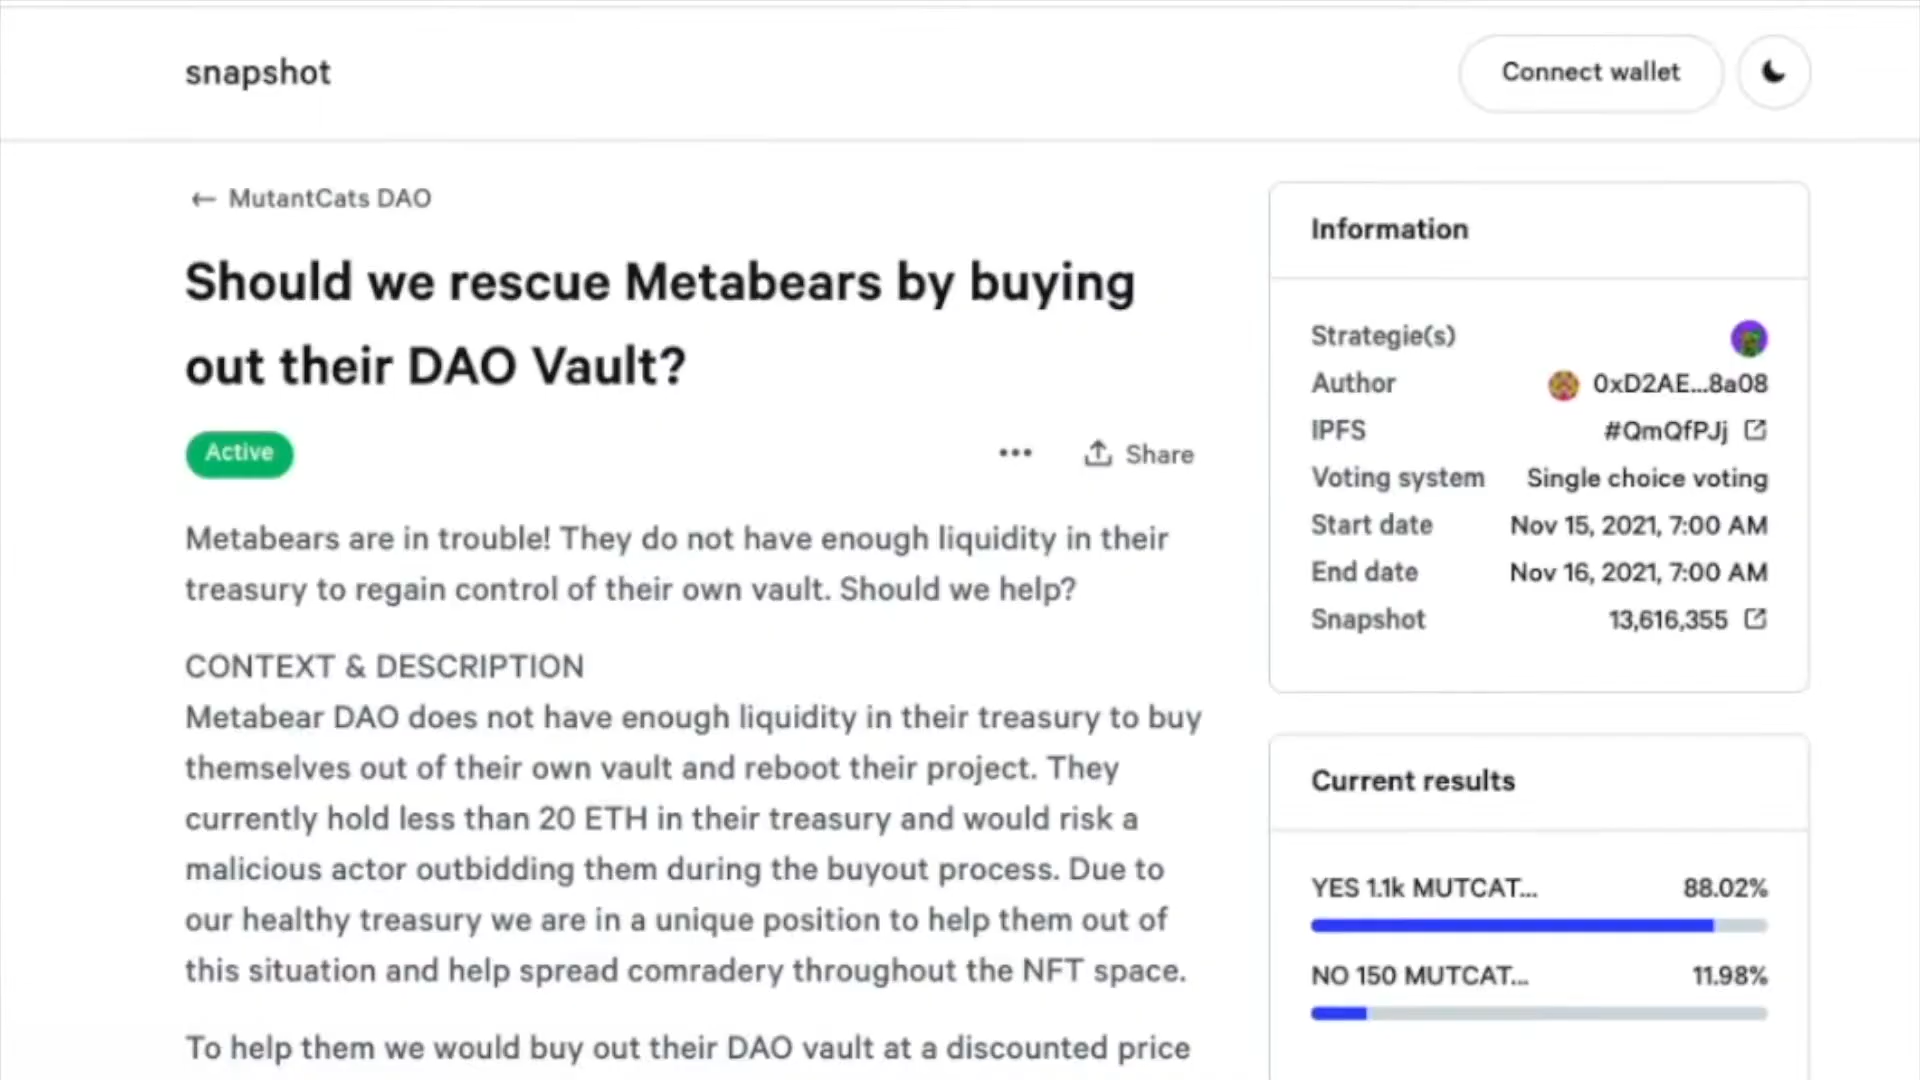 snapshot
Connect wallet
← MutantCats DAO
Should we rescue Metabears by buying
out their DAO Vault?
Active
... Share
Metabears are in trouble! They do not have enough liquidity in their
treasury to regain control of their own vault. Should we help?
CONTEXT & DESCRIPTION
Metabear DAO does not have enough liquidity in their treasury to buy
themselves out of their own vault and reboot their project. They
currently hold less than 20 ETH in their treasury and would risk a
malicious actor outbidding them during the buyout process. Due to
our healthy treasury we are in a unique position to help them out of
this situation and help spread comradery throughout the NFT space.
To help them we would buy out their DAO vault at a discounted price
Information
Strategie(s)
Author 0xD2AE...8a08
IPFS #QmQfPJj
Voting system Single choice voting
Start date Nov 15, 2021, 7:00 AM
End date Nov 16, 2021, 7:00 AM
Snapshot 13,616,355
Current results
YES 1.1k MUTCAT... 88.02%
NO 150 MUTCAT... 11.98%